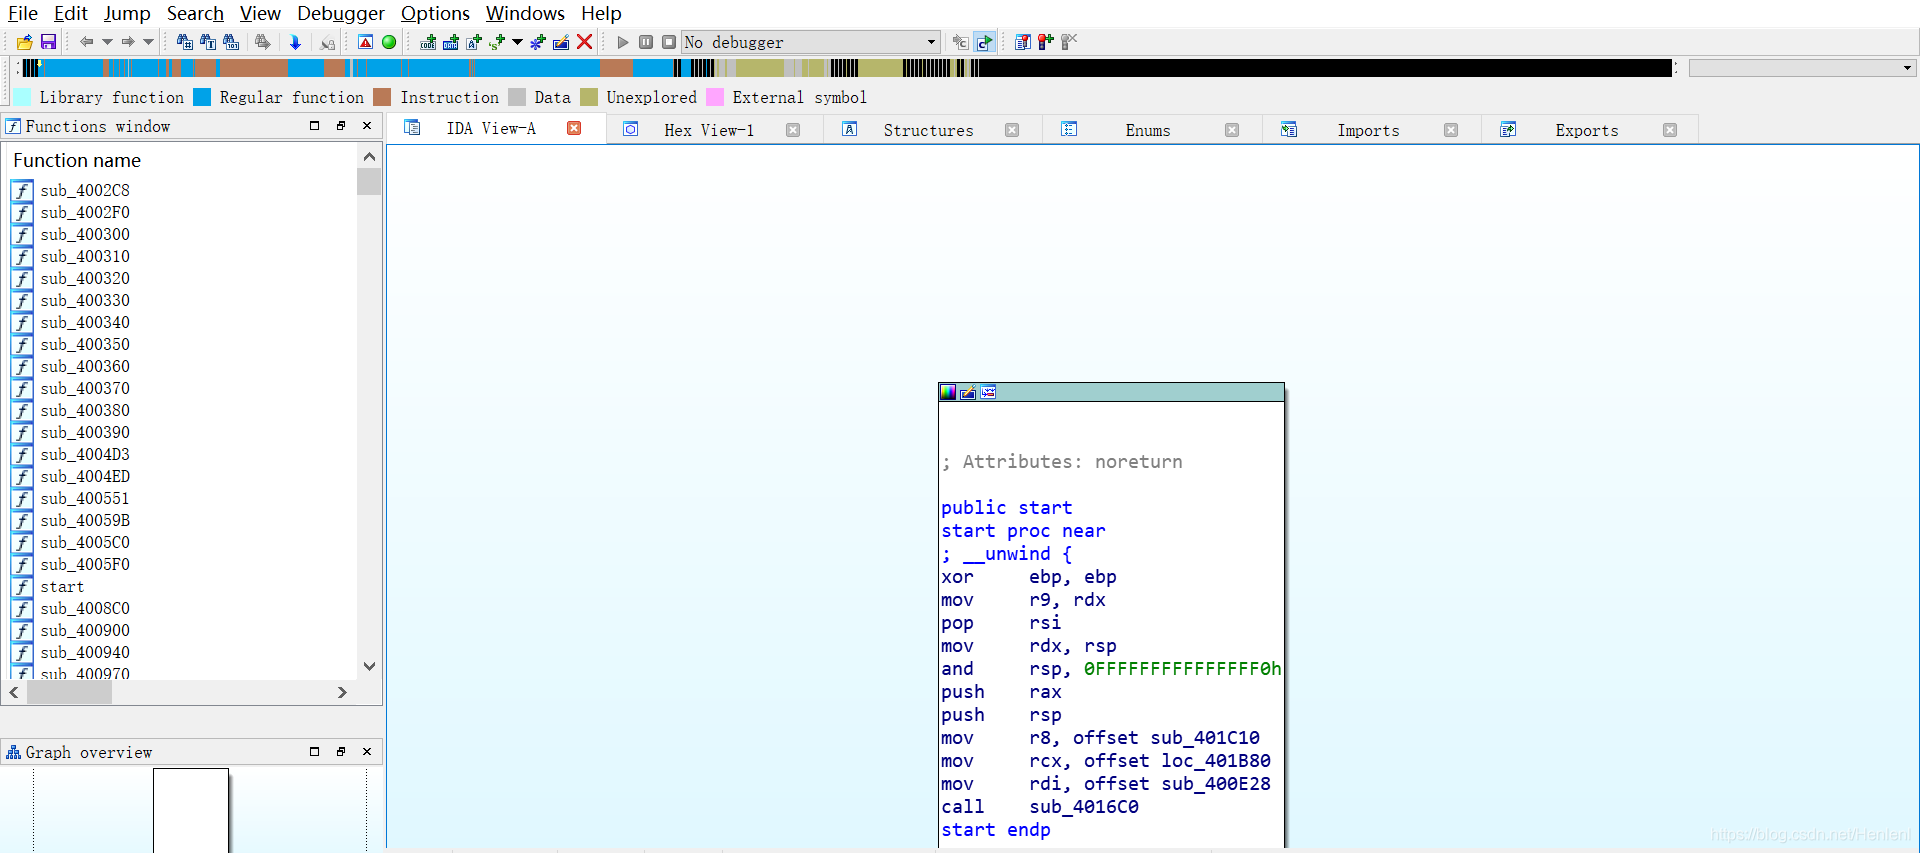 File Edit Jump Search View Debugger Options Windows Help
No debugger
Library function Regular function Instruction Data Unexplored External symbol
Functions window
IDA View-A Hex View-1 Structures Enums Imports Exports
Function name
sub_4002C8
sub_4002F0
sub_400300
sub_400310
sub_400320
sub_400330
sub_400340
sub_400350
sub_400360
sub_400370
sub_400380
sub_400390
sub_4004D3
sub_4004ED
sub_400551
sub_40059B
sub_4005C0
sub_4005F0
start
sub_4008C0
sub_400900
sub_400940
sub_400970
Graph overview
; Attributes: noreturn
public start
start proc near
; __unwind {
xor ebp, ebp
mov r9, rdx
pop rsi
mov rdx, rsp
and rsp, 0FFFFFFFFFFFFFFF0h
push rax
push rsp
mov r8, offset sub_401C10
mov rcx, offset loc_401B80
mov rdi, offset sub_400E28
call sub_4016C0
start endp